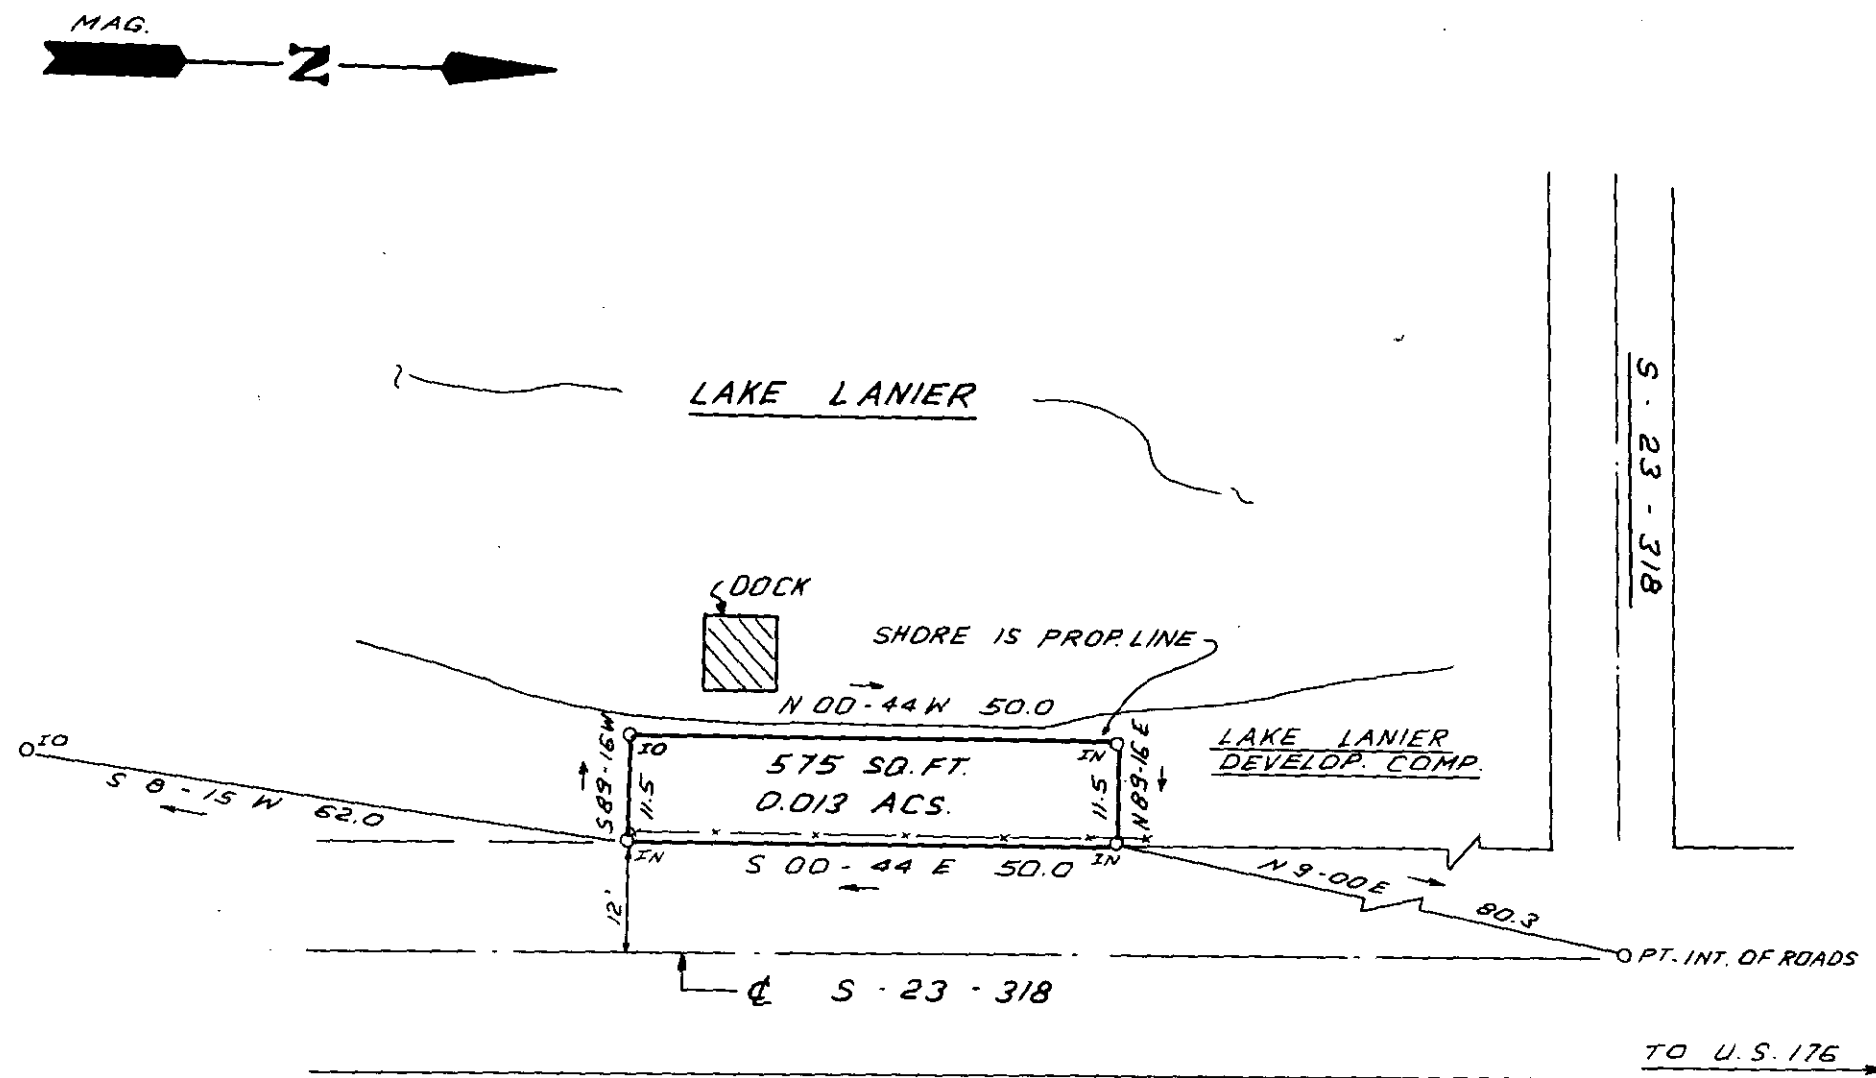 MAG.
N
LAKE LANIER
S - 23 - 318
DOCK
SHORE IS PROP. LINE
N 00-44 W 50.0
S 89-16 W
11.5
IO
575 SQ. FT.
0.013 ACS.
IN
11.5
N 89-16 E
LAKE LANIER
DEVELOP. COMP.
IO
S 8-15 W 62.0
IN
S 00-44 E 50.0
IN
N 9-00 E 80.3
12'
PT. INT. OF ROADS
℄ S - 23 - 318
TO U.S. 176